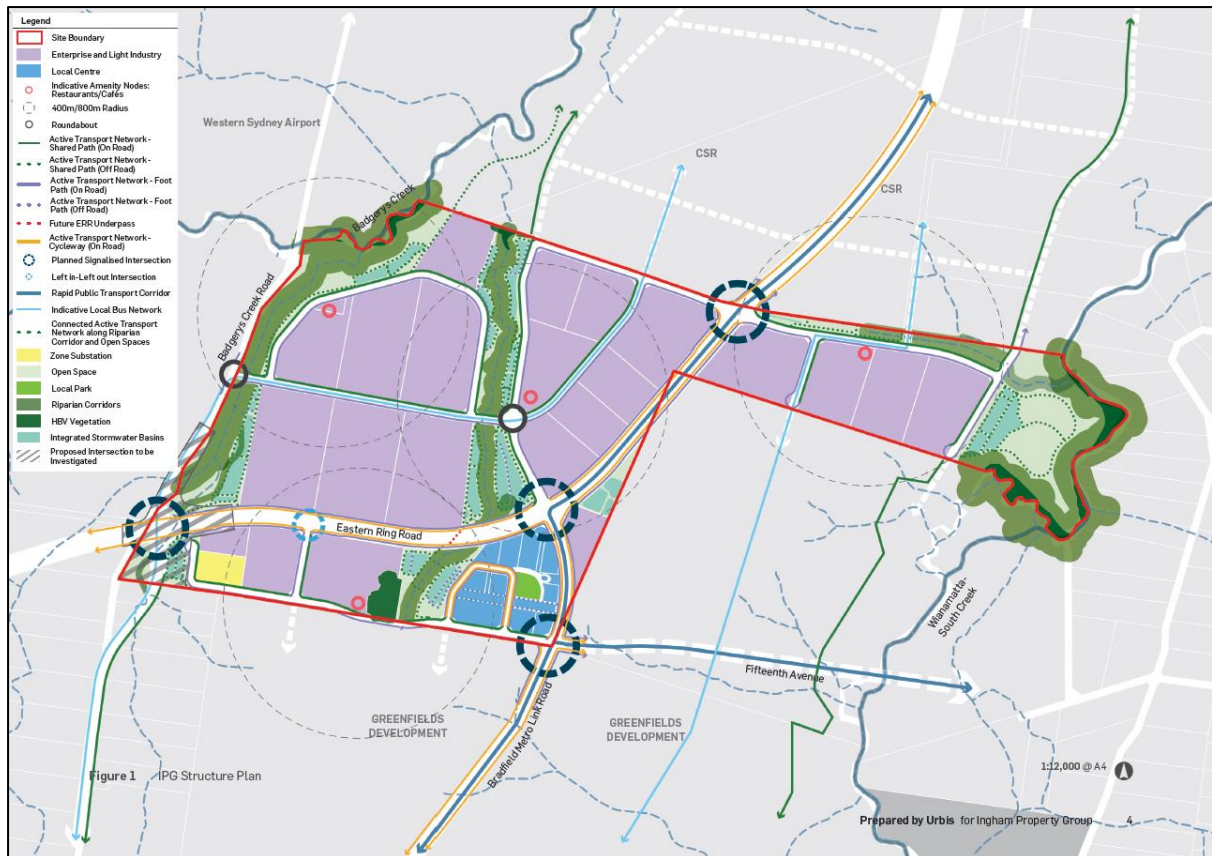 Legend
Site Boundary
Enterprise and Light Industry
Local Centre
Indicative Amenity Nodes:
Restaurants/Cafés
400m/800m Radius
Roundabout
Active Transport Network-
Shared Path (On Road)
Active Transport Network-
Shared Path (Off Road)
Active Transport Network - Foot
Path (On Road)
Active Transport Network - Foot
Path (Off Road)
Future ERR Underpass
Active Transport Network-
Cycleway (On Road)
Planned Signalised Intersection
Left in-Left out Intersection
Rapid Public Transport Corridor
Indicative Local Bus Network
Connected Active Transport
Network along Riparian
Corridor and Open Spaces
Zone Substation
Open Space
Local Park
Riparian Corridors
HBV Vegetation
Integrated Stormwater Basins
Proposed Intersection to be
Investigated
Western Sydney Airport
CSR
CSR
Badgerys Creek
Badgerys Creek Road
Eastern Ring Road
Wianamatta-
South Creek
Fifteenth Avenue
Bradfield Metro Link Road
GREENFIELDS
DEVELOPMENT
GREENFIELDS
DEVELOPMENT
Figure 1 IPG Structure Plan
1:12,000 @ A4
Prepared by Urbis for Ingham Property Group 4